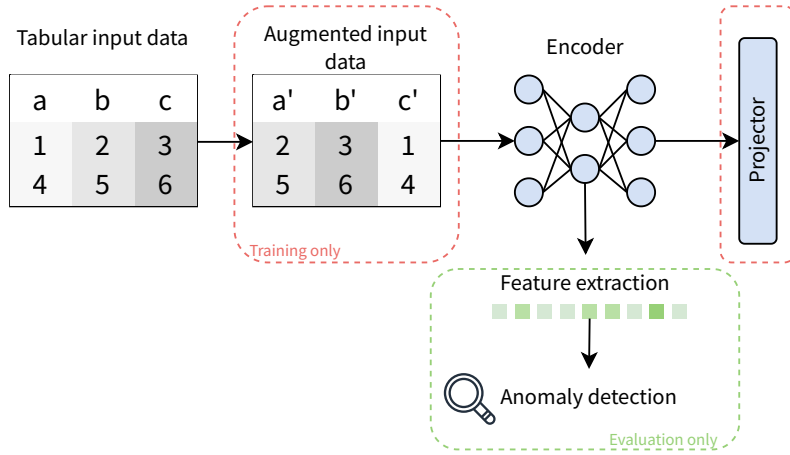 Tabular input data
a b c
1 2 3
4 5 6
Augmented input
data
a' b' c'
2 3 1
5 6 4
Training only
Encoder
Projector
Feature extraction
Anomaly detection
Evaluation only